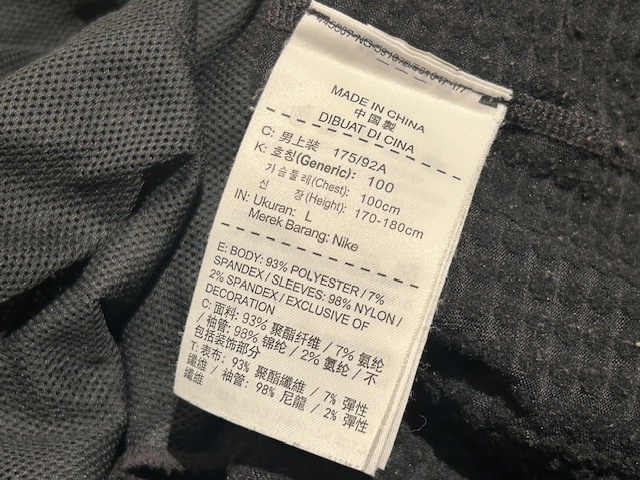 MADE IN CHINA
中国製
DIBUAT DI CINA
C: 男上装 175/92A
K: 호칭(Generic): 100
가슴둘레(Chest): 100cm
신 장(Height): 170-180cm
IN: Ukuran: L
Merek Barang: Nike
E: BODY: 93% POLYESTER / 7%
SPANDEX / SLEEVES: 98% NYLON /
2% SPANDEX / EXCLUSIVE OF
DECORATION
C: 面料: 93% 聚酯纤维 / 7% 氨纶
/ 袖管: 98% 锦纶 / 2% 氨纶 / 不
包括装饰部分
T: 表布: 93% 聚酯纖維 / 7% 彈性
纖維 / 袖管: 98% 尼龍 / 2% 彈性